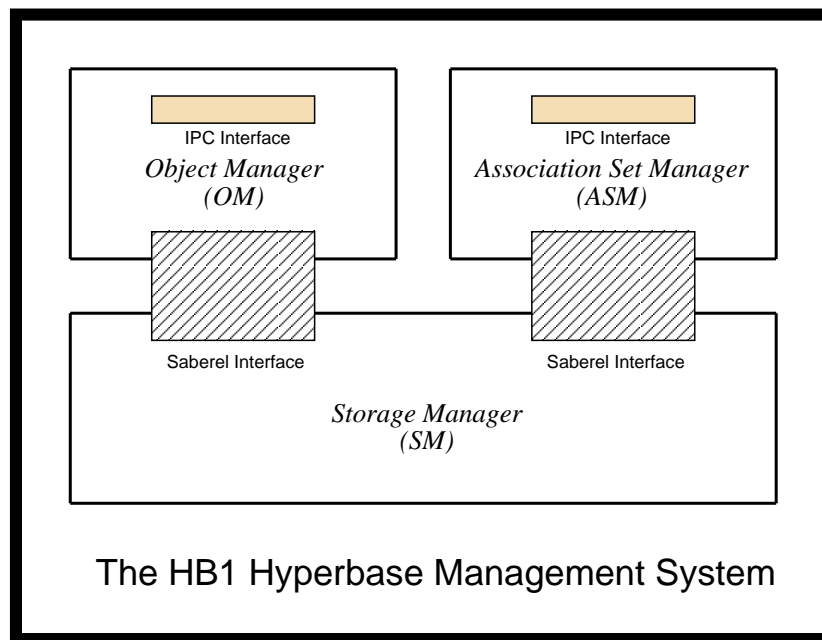 IPC Interface
Object Manager
(OM)
IPC Interface
Association Set Manager
(ASM)
Saberel Interface
Saberel Interface
Storage Manager
(SM)
The HB1 Hyperbase Management System